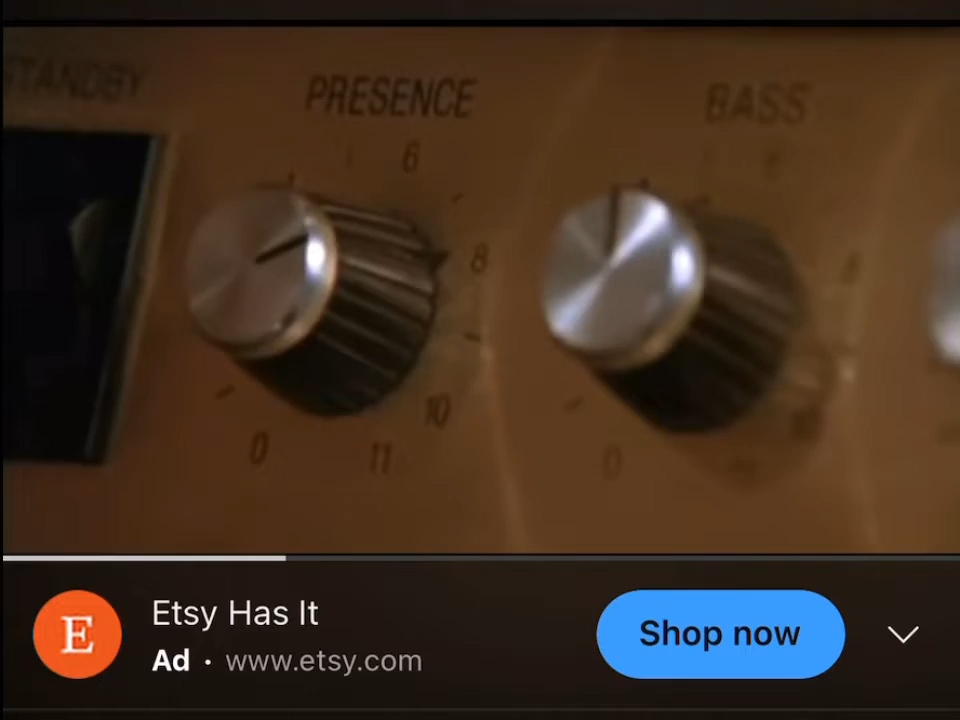 STANDBY
PRESENCE
BASS
6
8
10
0
11
0
E
Etsy Has It
Ad · www.etsy.com
Shop now